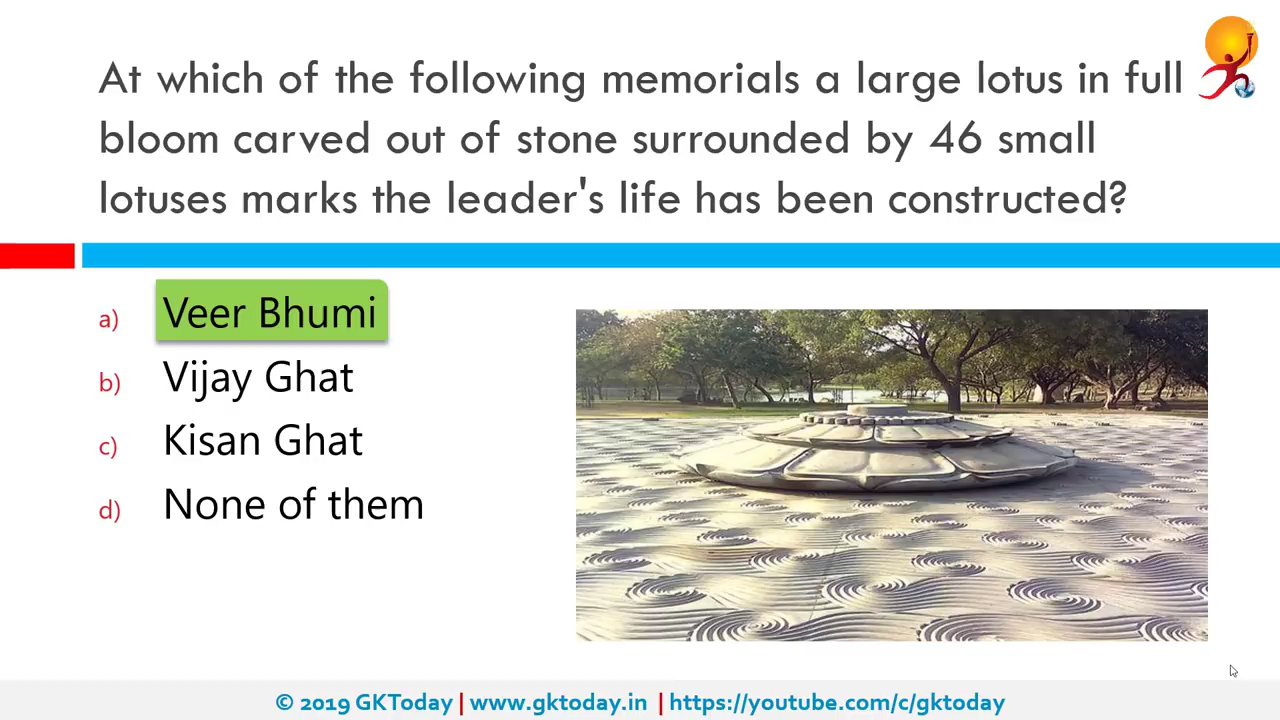 At which of the following memorials a large lotus in full
bloom carved out of stone surrounded by 46 small
lotuses marks the leader's life has been constructed?
a) Veer Bhumi
b) Vijay Ghat
c) Kisan Ghat
d) None of them
© 2019 GKToday | www.gktoday.in | https://youtube.com/c/gktoday